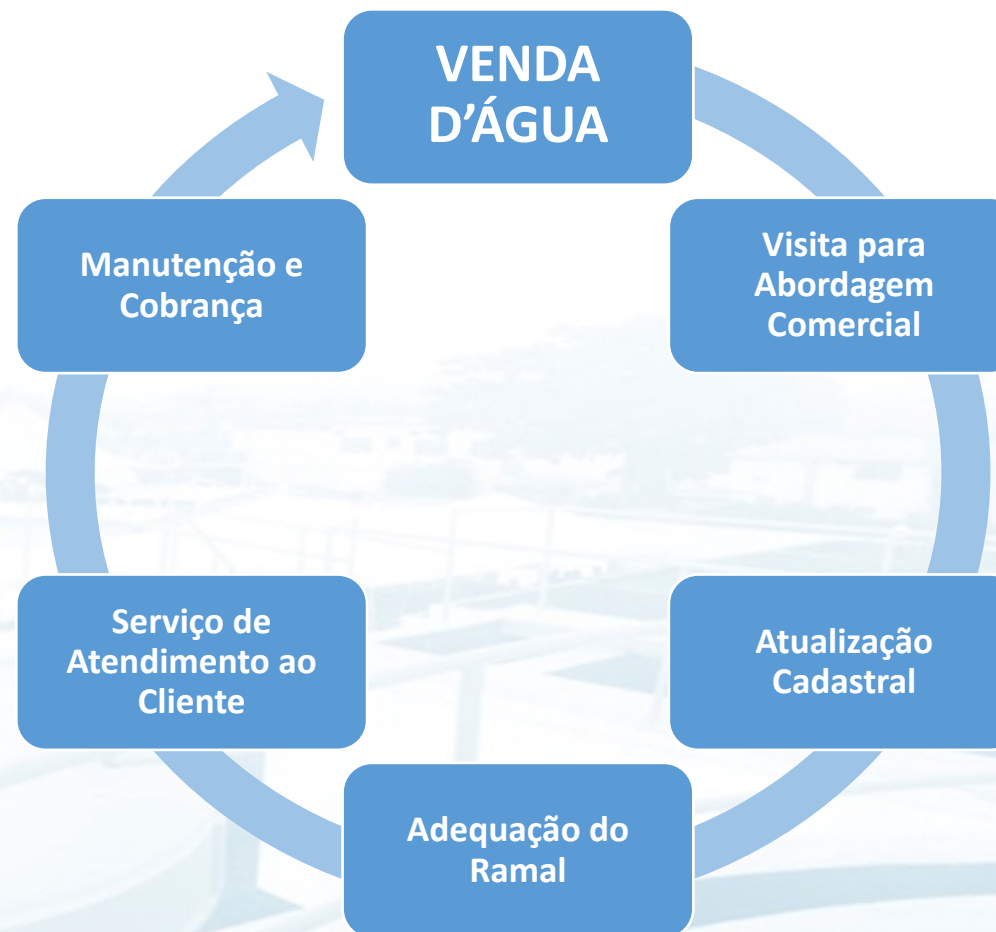 VENDA
D’ÁGUA
Visita para
Abordagem
Comercial
Atualização
Cadastral
Adequação do
Ramal
Serviço de
Atendimento ao
Cliente
Manutenção e
Cobrança